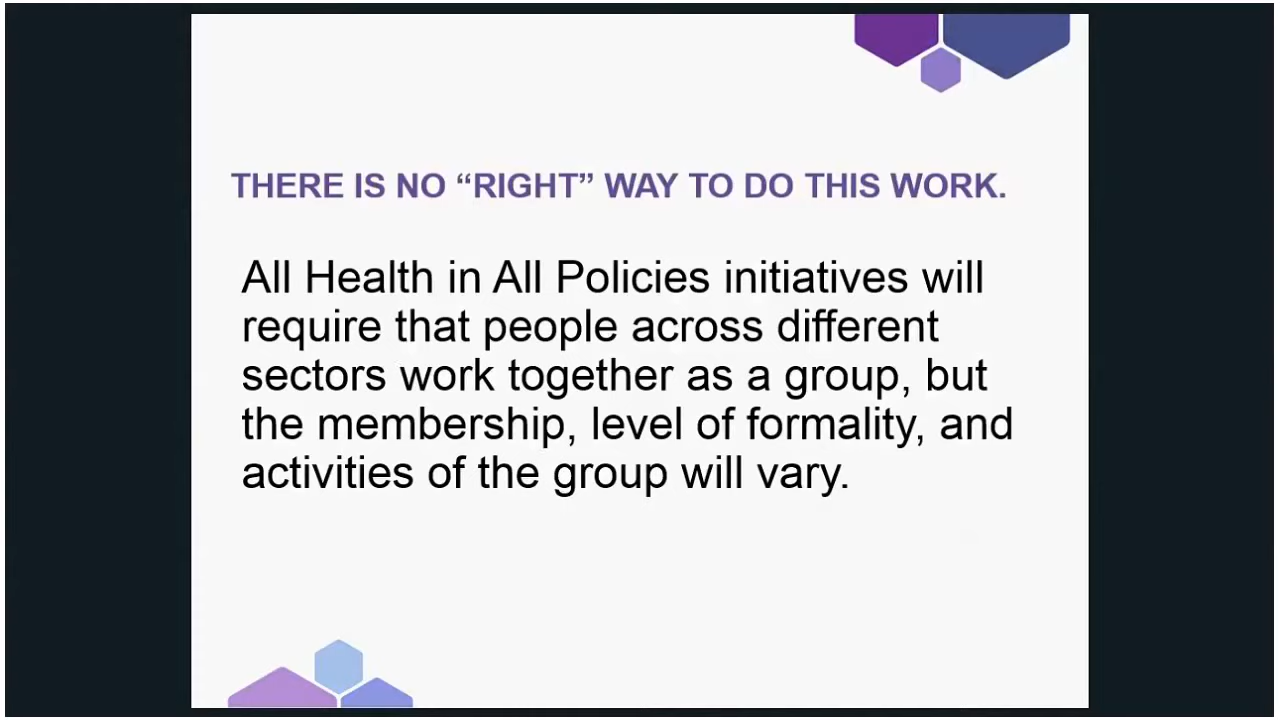 THERE IS NO “RIGHT” WAY TO DO THIS WORK.
All Health in All Policies initiatives will
require that people across different
sectors work together as a group, but
the membership, level of formality, and
activities of the group will vary.